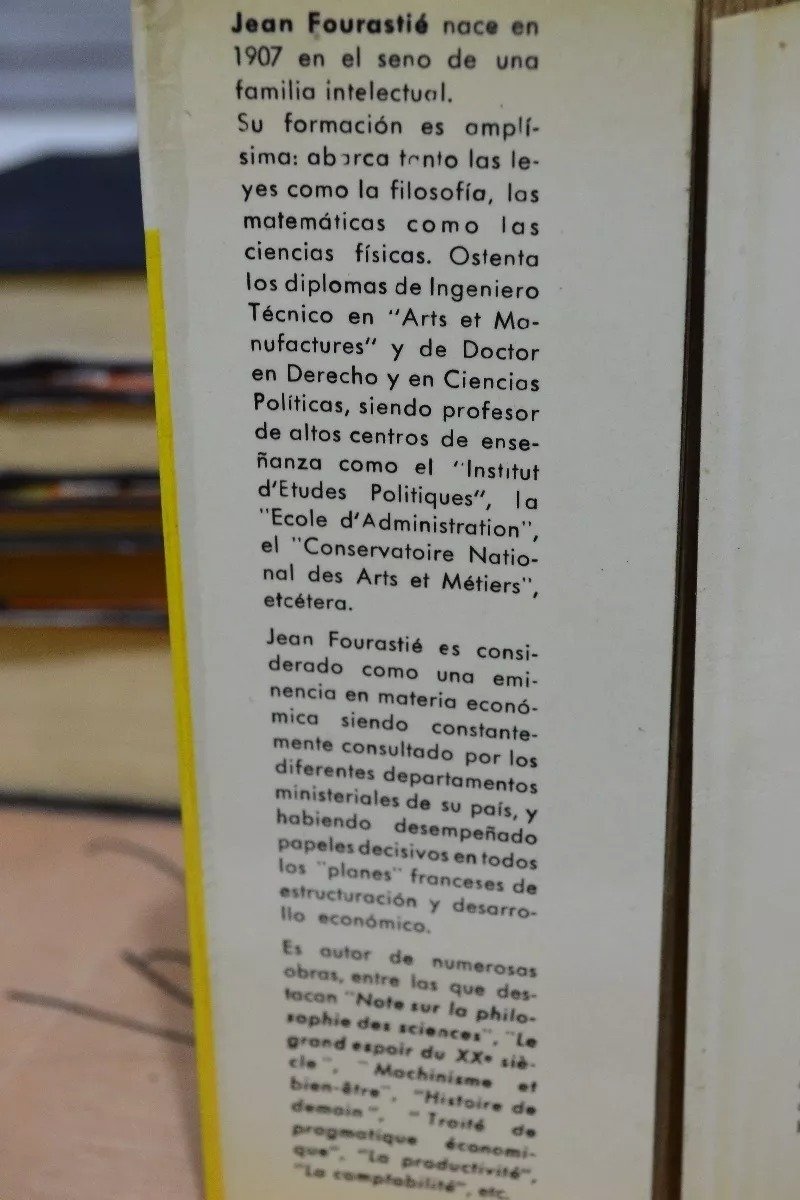 Jean Fourastié nace en
1907 en el seno de una
familia intelectual.
Su formación es amplí-
sima: abarca tanto las le-
yes como la filosofía, las
matemáticas como las
ciencias físicas. Ostenta
los diplomas de Ingeniero
Técnico en "Arts et Ma-
nufactures" y de Doctor
en Derecho y en Ciencias
Políticas, siendo profesor
de altos centros de ense-
ñanza como el "Institut
d'Etudes Politiques", la
"Ecole d'Administration",
el "Conservatoire Natio-
nal des Arts et Métiers",
etcétera.
Jean Fourastié es consi-
derado como una emi-
nencia en materia econó-
mica siendo constante-
mente consultado por los
diferentes departamentos
ministeriales de su país, y
habiendo desempeñado
papeles decisivos en todos
los "planes" franceses de
estructuración y desarro-
llo económico.
Es autor de numerosas
obras, entre las que des-
tacan "Note sur la philo-
sophie des sciences", "Le
grand espoir du XXᵉ siè-
cle", "Machinisme et
bien-être", "Histoire de
demain", "Traité de
pragmatique économi-
que", "La productivité",
"La comptabilité", etc.